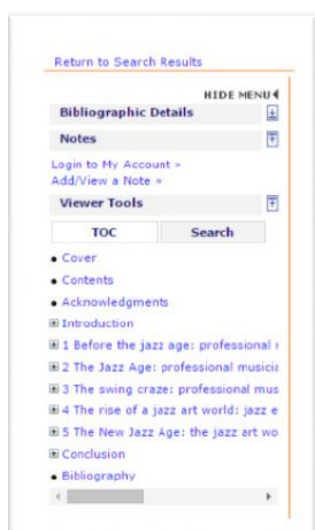 Return to Search Results
HIDE MENU
Bibliographic Details
Notes
Login to My Account »
Add/View a Note »
Viewer Tools
TOC Search
Cover
Contents
Acknowledgments
Introduction
1 Before the jazz age: professional
2 The Jazz Age: professional musicia
3 The swing craze: professional mus
4 The rise of a jazz art world: jazz e
5 The New Jazz Age: the jazz art wo
Conclusion
Bibliography